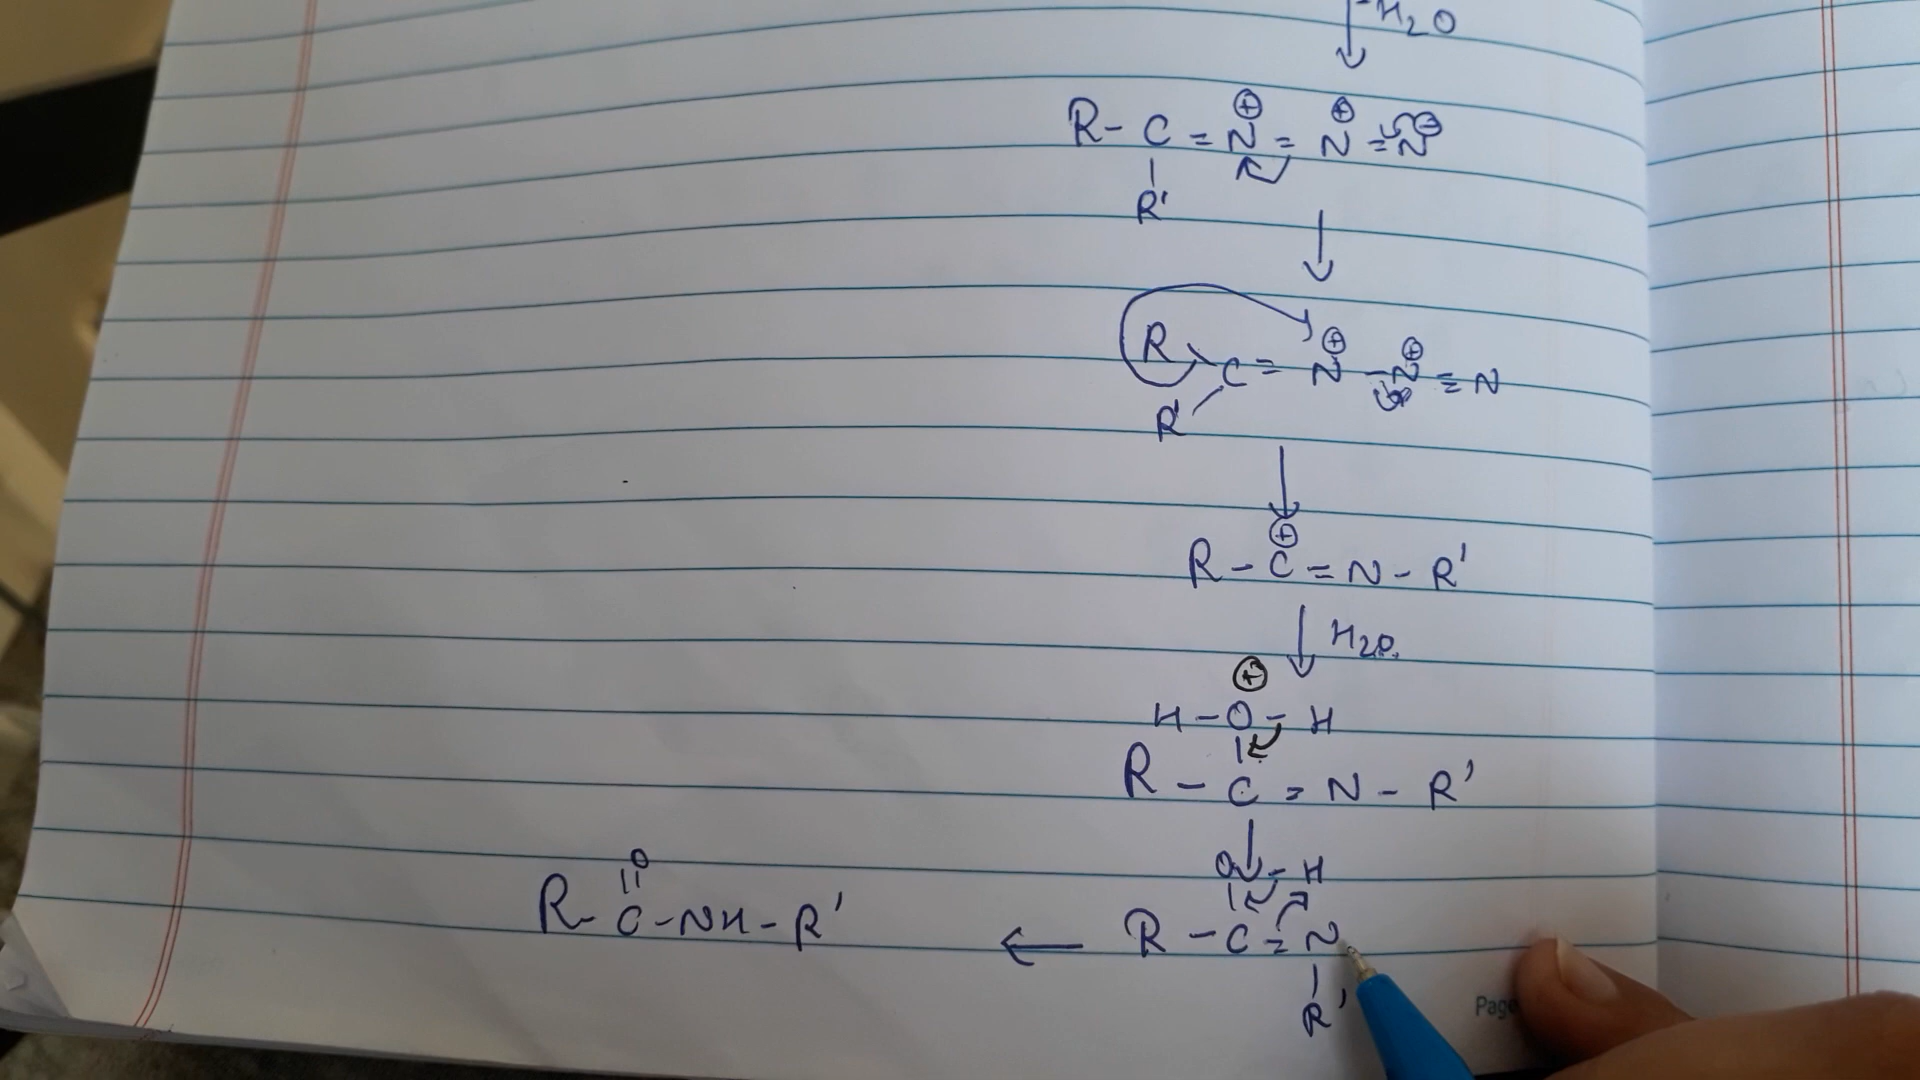 -H₂O
⊕ ⊕ ⊖
R-C=N=N=N
R'
⊕ ⊕
R
C=N-N≡N
R'
⊕
R-C=N-R'
H₂O.
⊕
H-O-H
R-C=N-R'
O
O-H
R-C-NH-R'
R-C=N
R'
Page